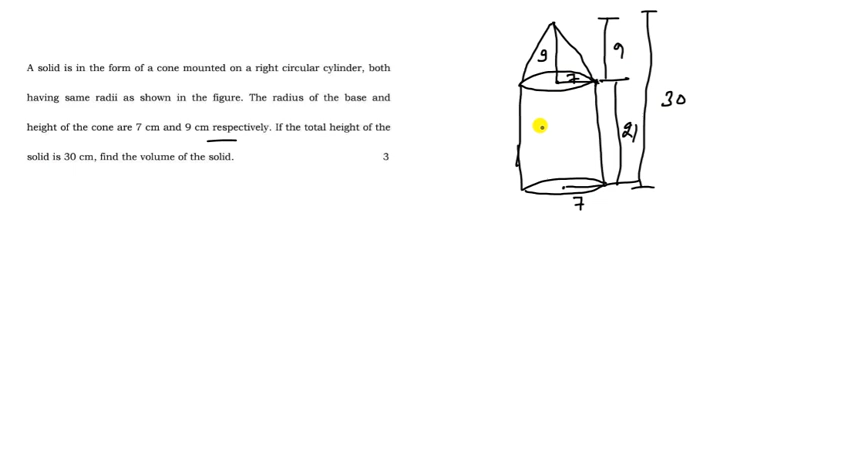 A solid is in the form of a cone mounted on a right circular cylinder, both
having same radii as shown in the figure. The radius of the base and
height of the cone are 7 cm and 9 cm respectively. If the total height of the
solid is 30 cm, find the volume of the solid. 3
9
9
7
30
21
7